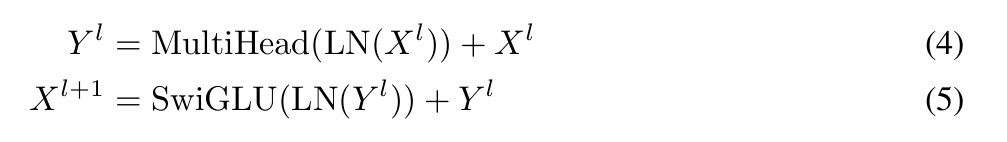 Y^l = MultiHead(LN(X^l)) + X^l (4)
X^{l+1} = SwiGLU(LN(Y^l)) + Y^l (5)